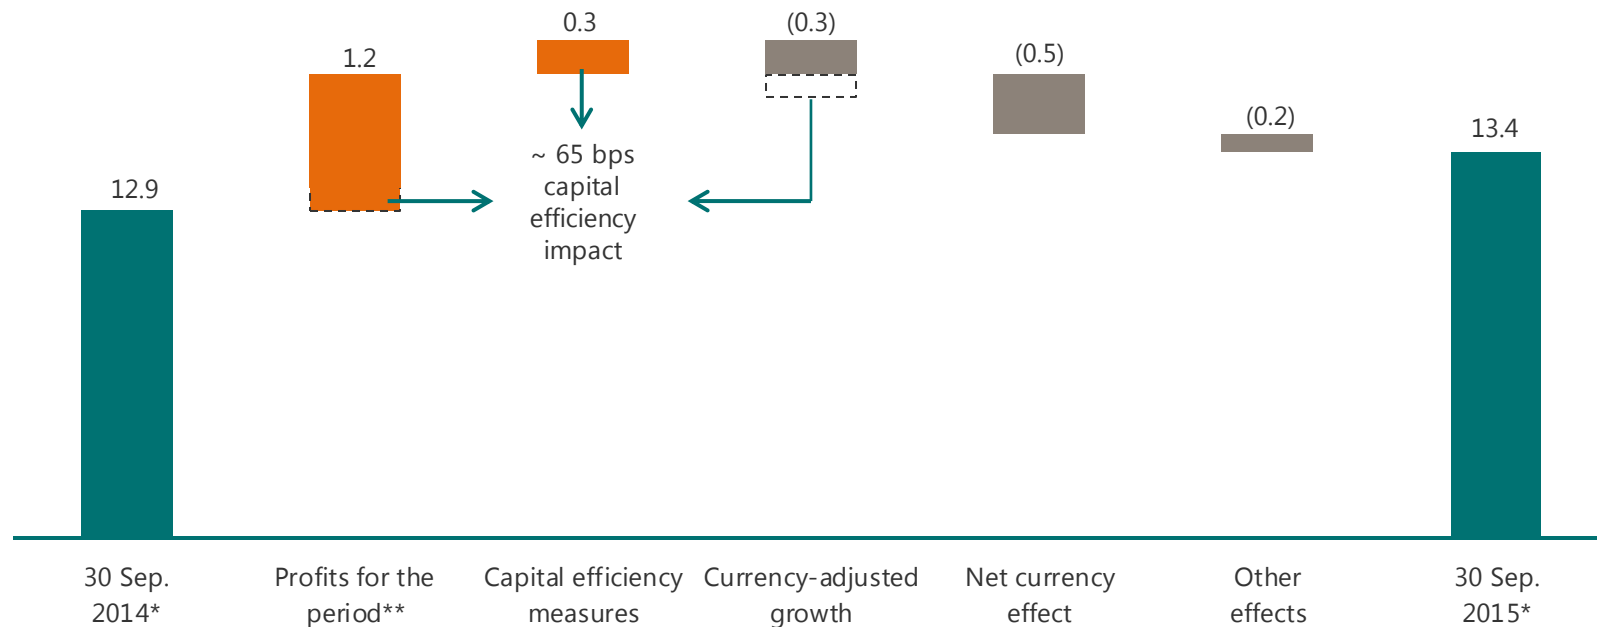 0.3
(0.3)
1.2
(0.5)
(0.2)
13.4
12.9
~ 65 bps
capital
efficiency
impact
30 Sep.
2014*
Profits for the
period**
Capital efficiency
measures
Currency-adjusted
growth
Net currency
effect
Other
effects
30 Sep.
2015*